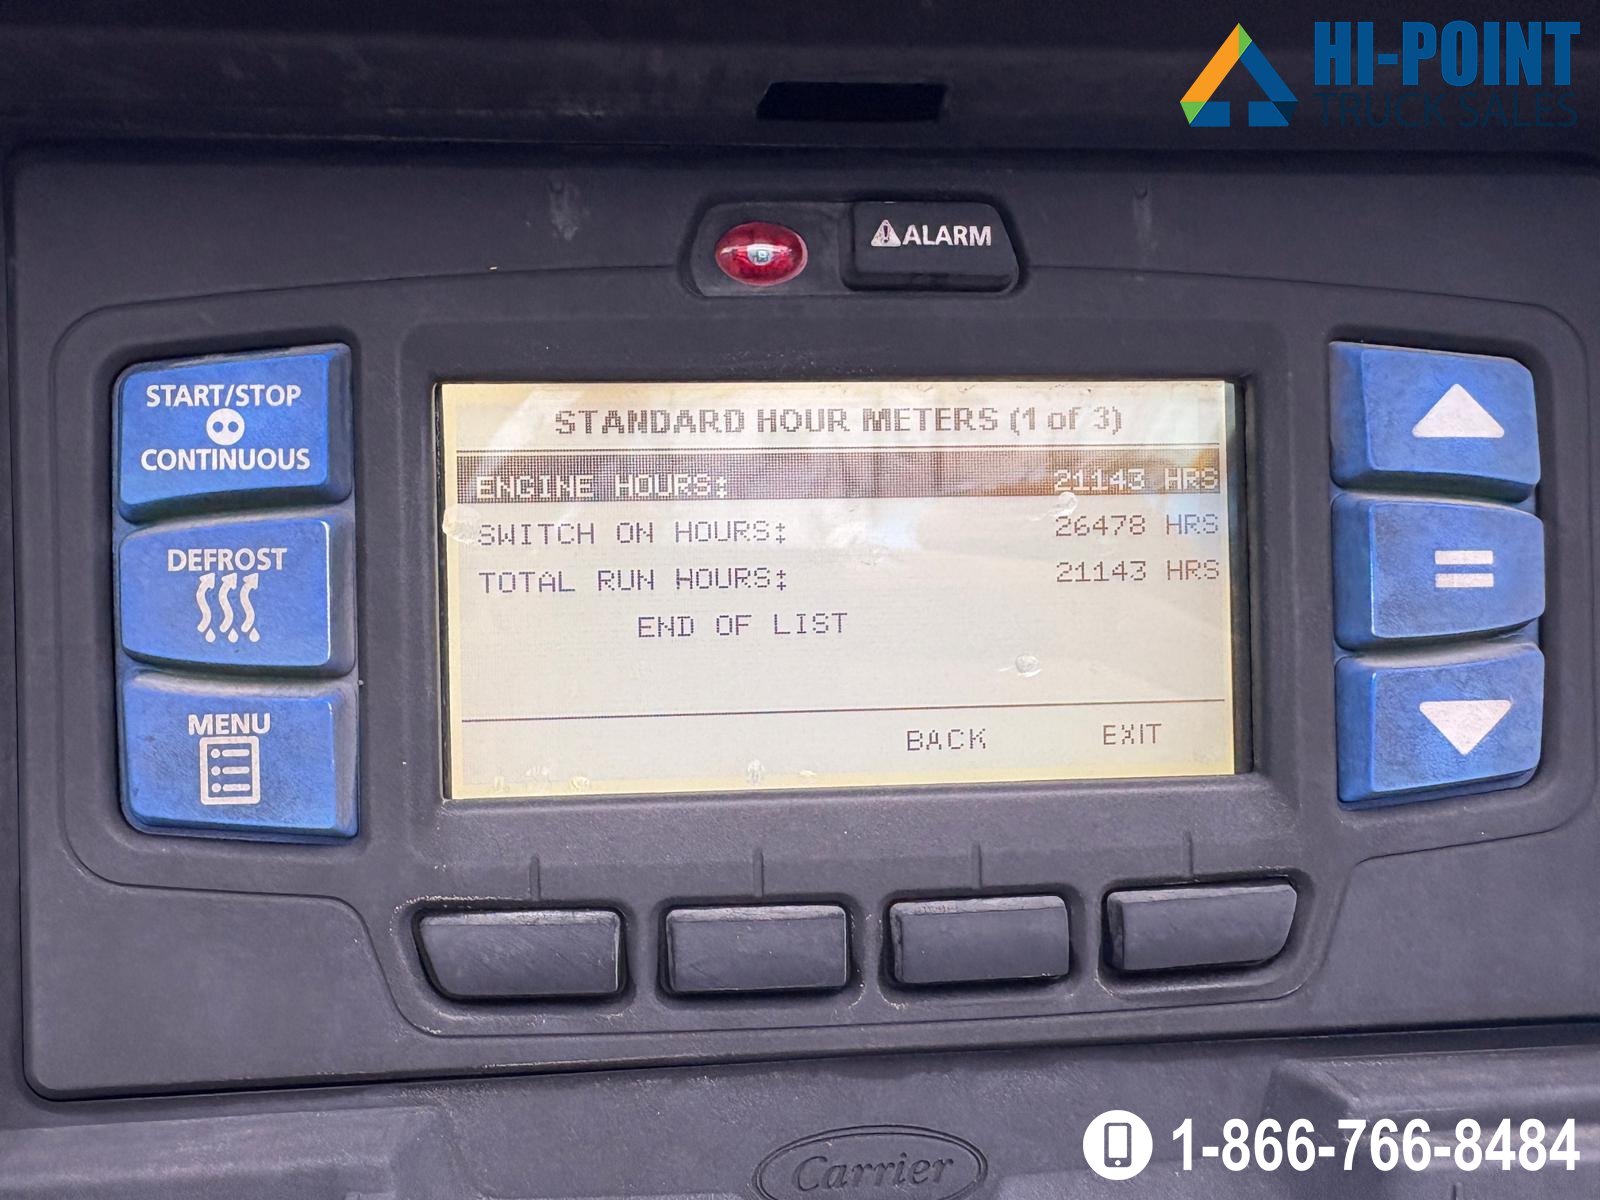 HI-POINT
TRUCK SALES
ALARM
START/STOP
CONTINUOUS
DEFROST
MENU
STANDARD HOUR METERS (1 of 3)
ENGINE HOURS: 21143 HRS
SWITCH ON HOURS: 26478 HRS
TOTAL RUN HOURS: 21143 HRS
END OF LIST
BACK EXIT
=
Carrier
1-866-766-8484